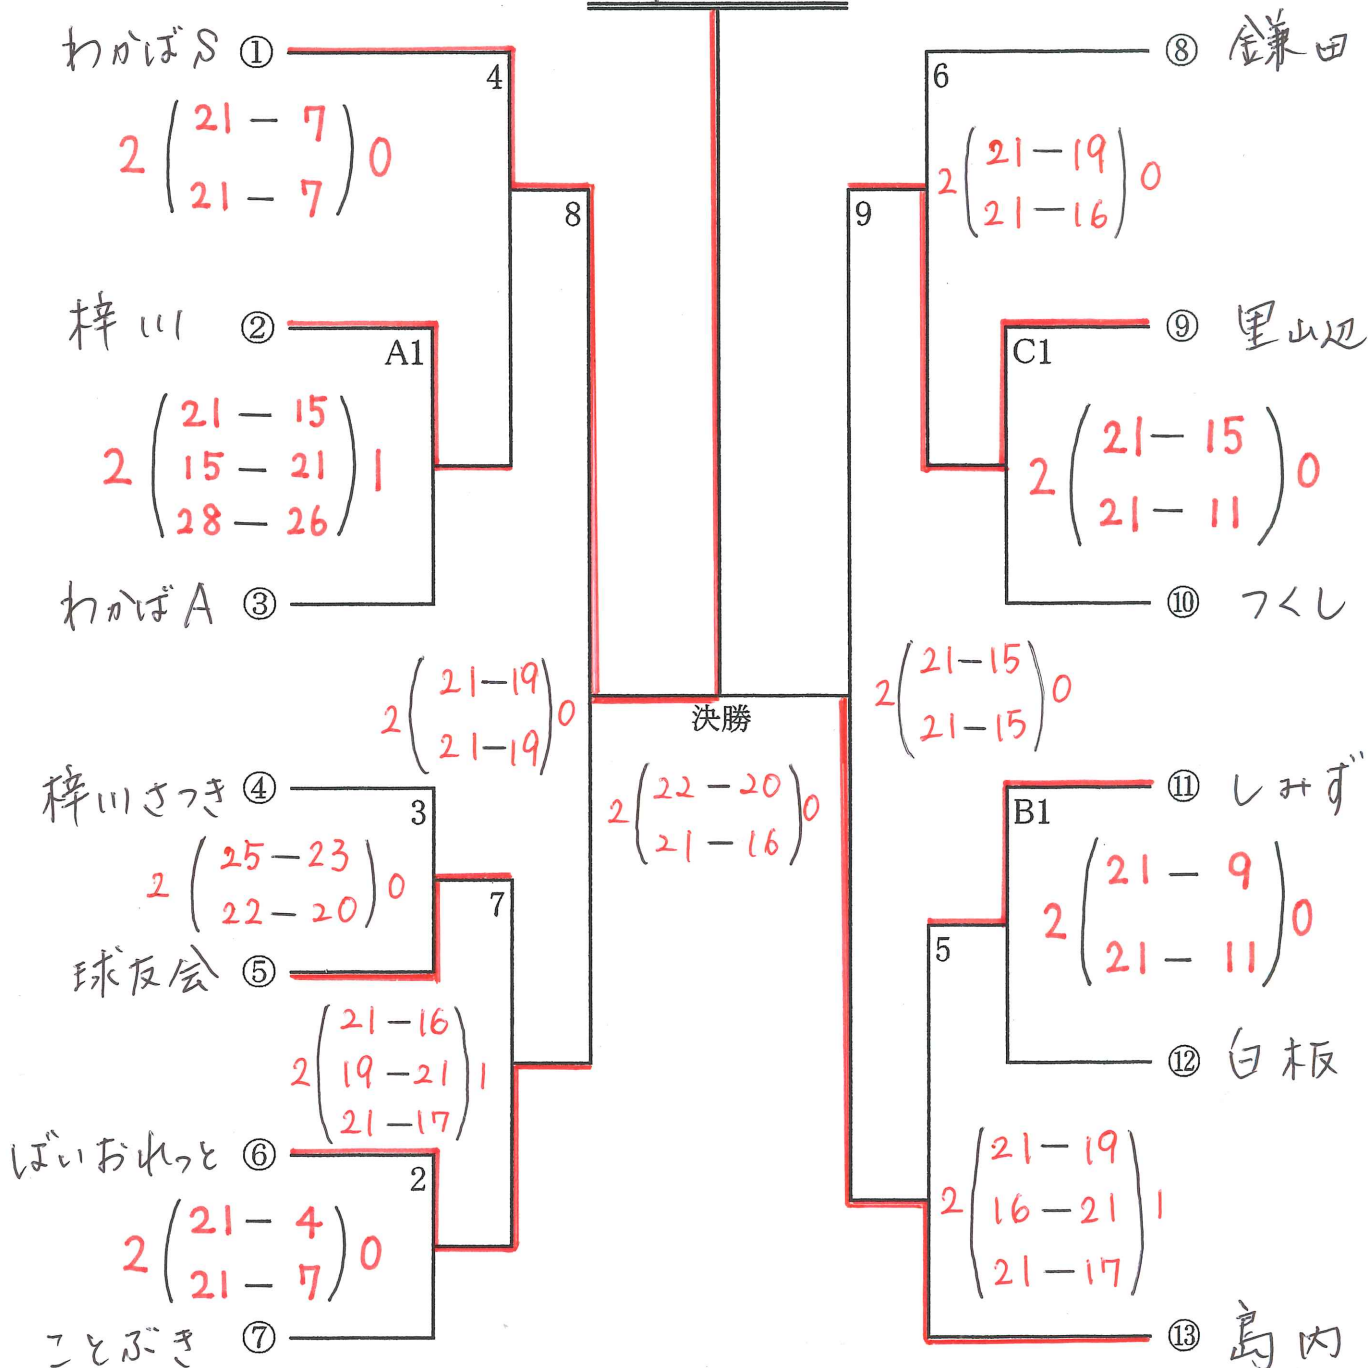 わかばS ①
4
2 ( 21 – 7
21 – 7 ) 0
8
梓川 ②
A1
2 ( 21 – 15
15 – 21
28 – 26 ) 1
わかばA ③
2 ( 21 – 19
21 – 19 ) 0
梓川さつき ④
3
2 ( 25 – 23
22 – 20 ) 0
7
球友会 ⑤
2 ( 21 – 16
19 – 21
21 – 17 ) 1
ばいおれっと ⑥
2
2 ( 21 – 4
21 – 7 ) 0
ことぶき ⑦
決勝
2 ( 22 – 20
21 – 16 ) 0
⑧ 鎌田
6
2 ( 21 – 19
21 – 16 ) 0
9
⑨ 里山辺
C1
2 ( 21 – 15
21 – 11 ) 0
⑩ つくし
2 ( 21 – 15
21 – 15 ) 0
⑪ しみず
B1
2 ( 21 – 9
21 – 11 ) 0
5
⑫ 白板
2 ( 21 – 19
16 – 21
21 – 17 ) 1
⑬ 島内